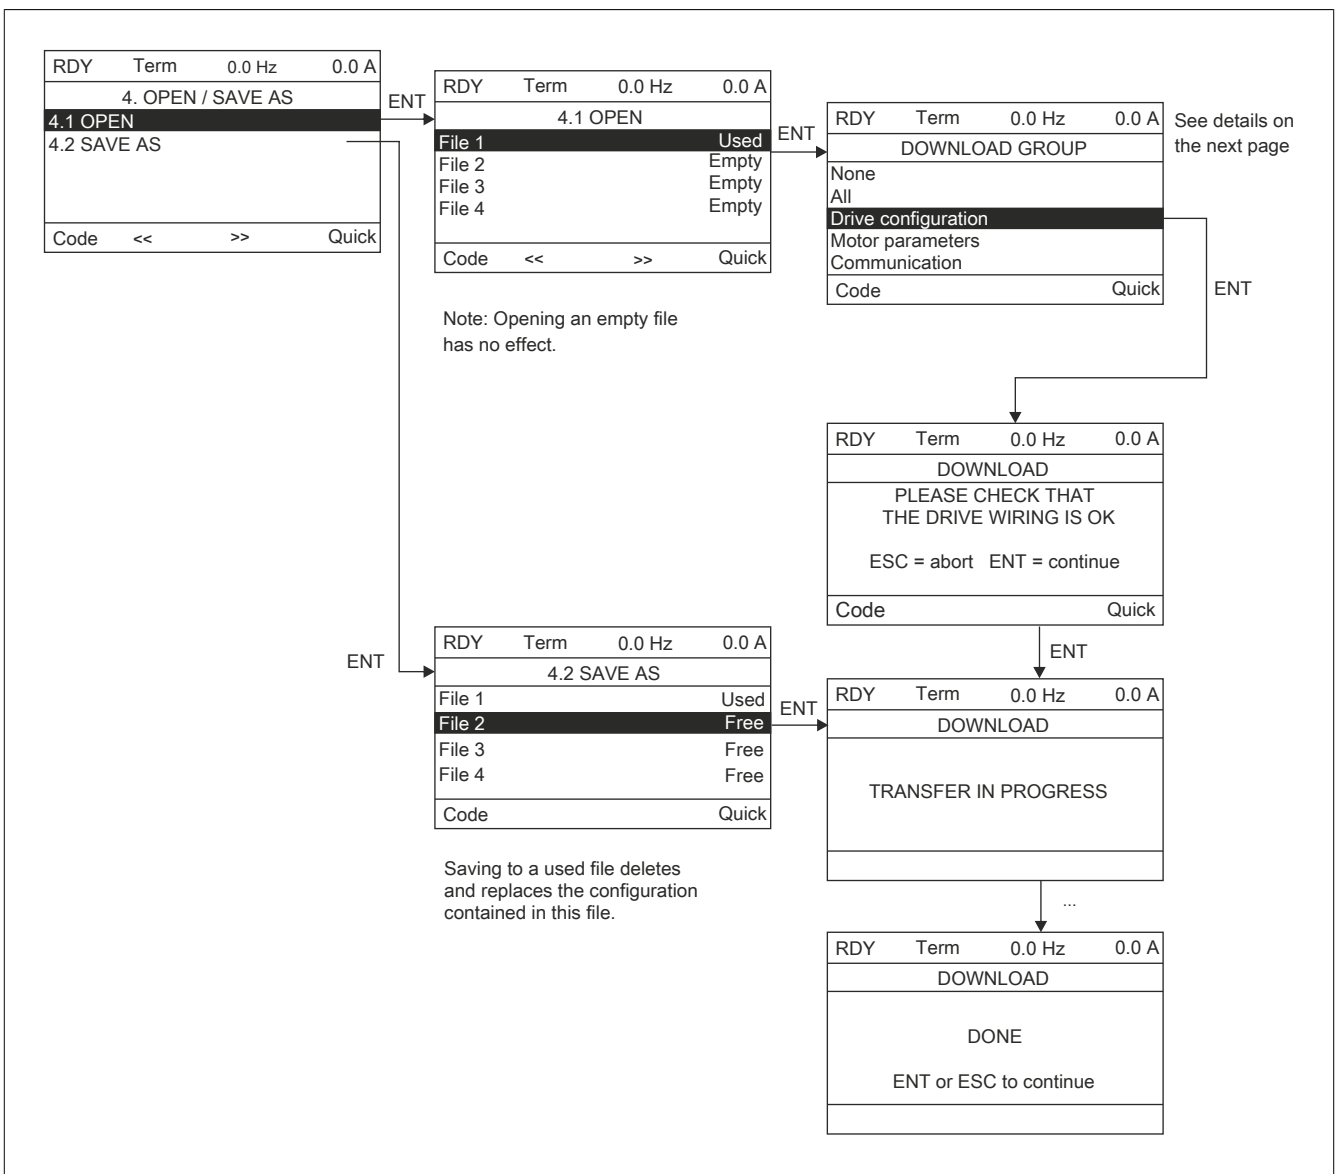 RDY Term 0.0 Hz 0.0 A
4. OPEN / SAVE AS
4.1 OPEN
4.2 SAVE AS
Code << >> Quick
ENT
RDY Term 0.0 Hz 0.0 A
4.1 OPEN
File 1 Used
File 2 Empty
File 3 Empty
File 4 Empty
Code << >> Quick
Note: Opening an empty file
has no effect.
ENT
RDY Term 0.0 Hz 0.0 A
DOWNLOAD GROUP
None
All
Drive configuration
Motor parameters
Communication
Code Quick
See details on
the next page
ENT
RDY Term 0.0 Hz 0.0 A
DOWNLOAD
PLEASE CHECK THAT
THE DRIVE WIRING IS OK
ESC = abort ENT = continue
Code Quick
ENT
ENT
RDY Term 0.0 Hz 0.0 A
4.2 SAVE AS
File 1 Used
File 2 Free
File 3 Free
File 4 Free
Code Quick
Saving to a used file deletes
and replaces the configuration
contained in this file.
ENT
RDY Term 0.0 Hz 0.0 A
DOWNLOAD
TRANSFER IN PROGRESS
...
RDY Term 0.0 Hz 0.0 A
DOWNLOAD
DONE
ENT or ESC to continue